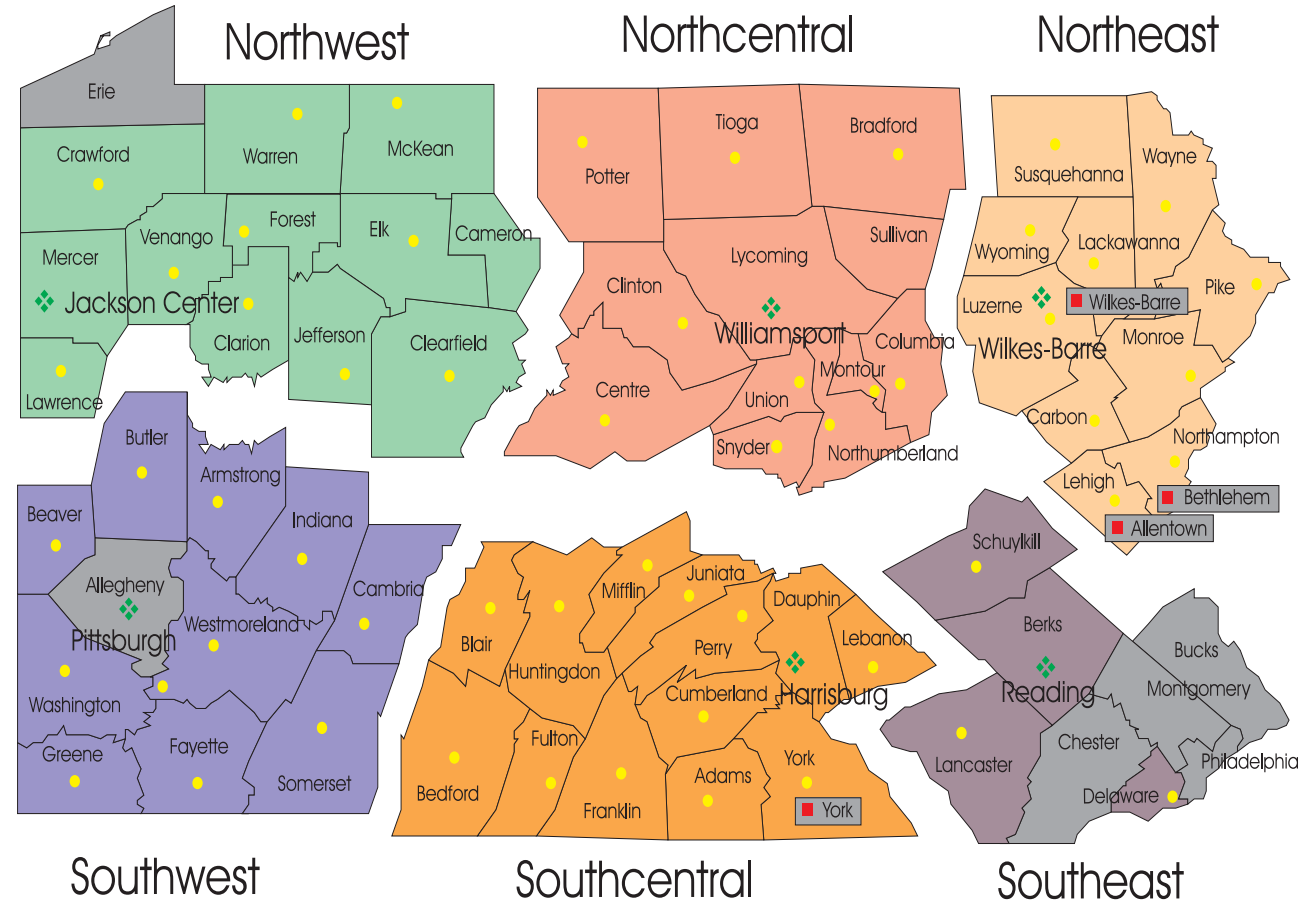 Northwest
Erie
Crawford
Warren
McKean
Mercer
Venango
Forest
Elk
Cameron
Jackson Center
Clarion
Jefferson
Clearfield
Lawrence
Northcentral
Potter
Tioga
Bradford
Sullivan
Lycoming
Clinton
Williamsport
Columbia
Centre
Union
Montour
Snyder
Northumberland
Northeast
Susquehanna
Wayne
Wyoming
Lackawanna
Pike
Luzerne
Wilkes-Barre
Wilkes-Barre
Monroe
Carbon
Northampton
Lehigh
Bethlehem
Allentown
Butler
Armstrong
Beaver
Indiana
Allegheny
Cambria
Pittsburgh
Westmoreland
Washington
Greene
Fayette
Somerset
Southwest
Mifflin
Juniata
Dauphin
Blair
Huntingdon
Perry
Lebanon
Cumberland
Harrisburg
Bedford
Fulton
Franklin
Adams
York
York
Southcentral
Schuylkill
Berks
Bucks
Reading
Montgomery
Lancaster
Chester
Philadelphia
Delaware
Southeast